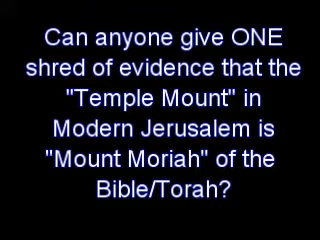 Can anyone give ONE
shred of evidence that the
"Temple Mount" in
Modern Jerusalem is
"Mount Moriah" of the
Bible/Torah?